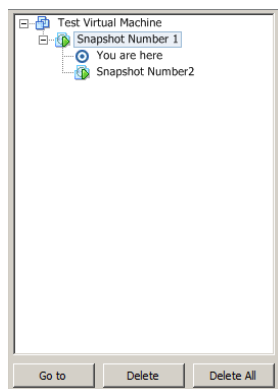 Test Virtual Machine
Snapshot Number 1
You are here
Snapshot Number2
Go to
Delete
Delete All